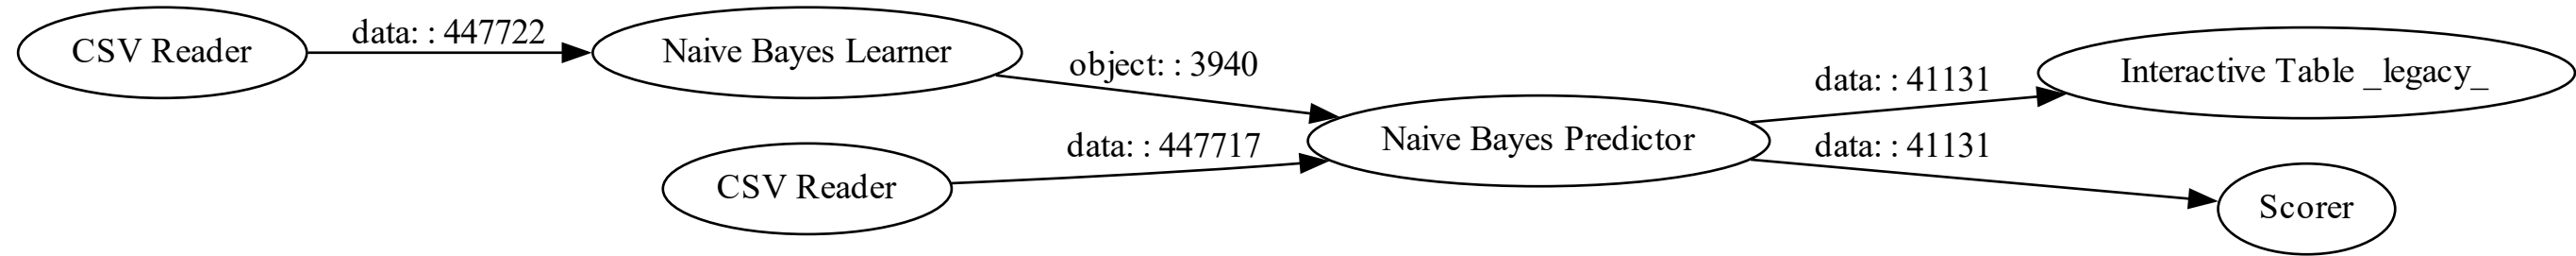 CSV Reader
data: : 447722
Naive Bayes Learner
object: : 3940
CSV Reader
data: : 447717
Naive Bayes Predictor
data: : 41131
Interactive Table _legacy_
data: : 41131
Scorer